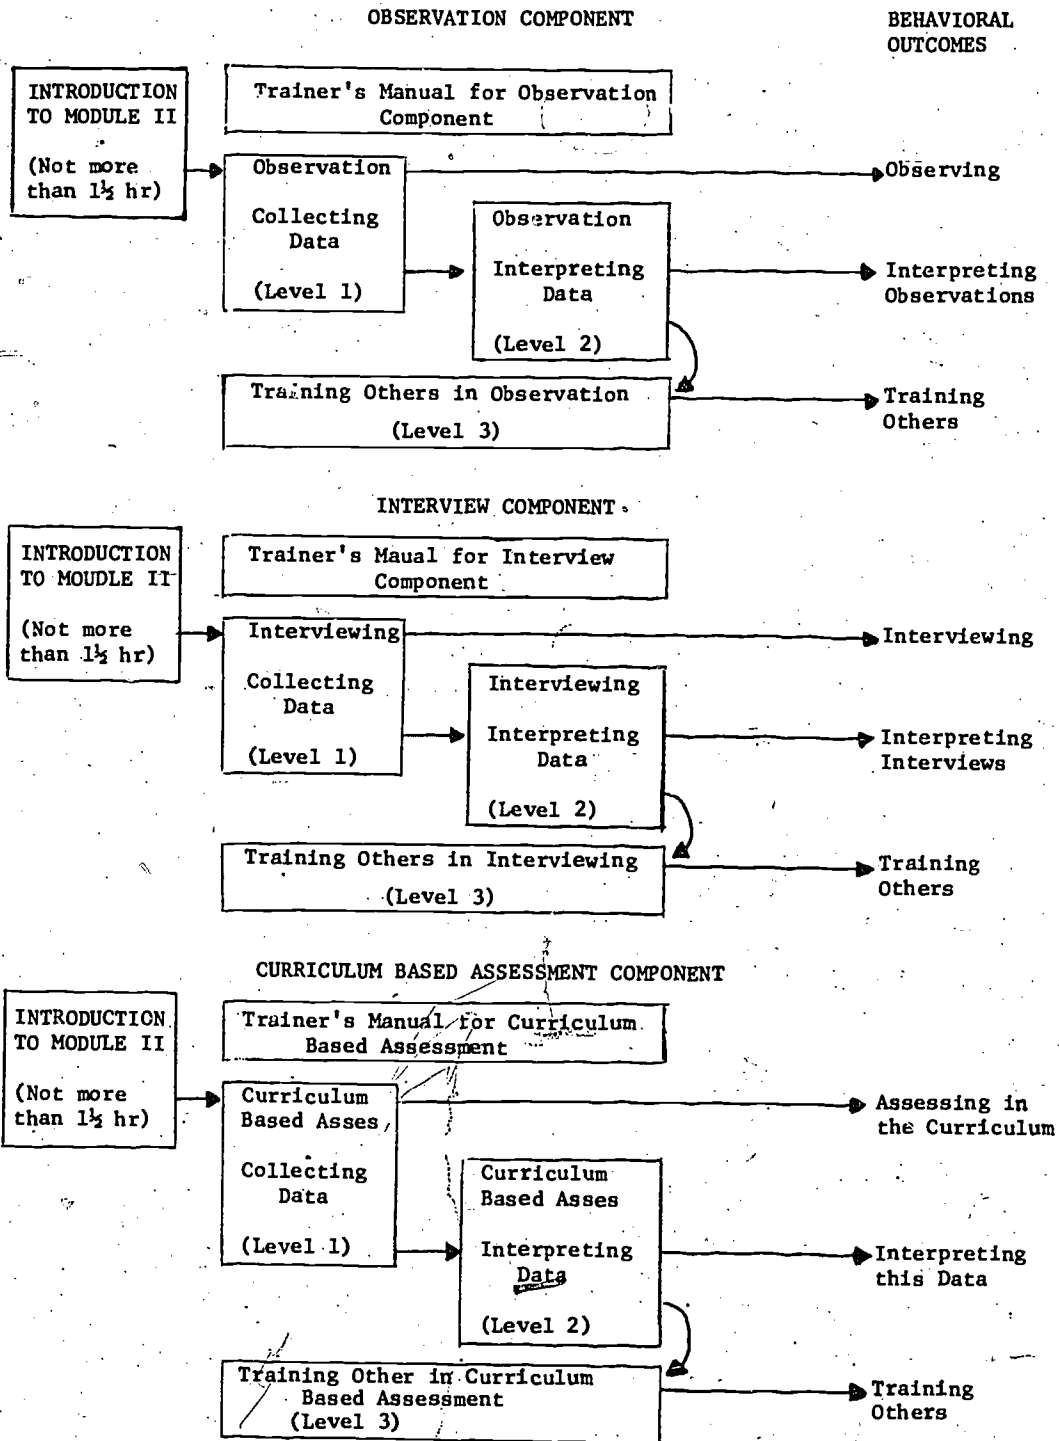 OBSERVATION COMPONENT
BEHAVIORAL
OUTCOMES
INTRODUCTION
TO MODULE II
(Not more
than 1½ hr)
Trainer's Manual for Observation
Component
Observation
Collecting
Data
(Level 1)
Observation
Interpreting
Data
(Level 2)
Training Others in Observation
(Level 3)
Observing
Interpreting
Observations
Training
Others
INTERVIEW COMPONENT
INTRODUCTION
TO MOUDLE II
(Not more
than 1½ hr)
Trainer's Maual for Interview
Component
Interviewing
Collecting
Data
(Level 1)
Interviewing
Interpreting
Data
(Level 2)
Training Others in Interviewing
(Level 3)
Interviewing
Interpreting
Interviews
Training
Others
CURRICULUM BASED ASSESSMENT COMPONENT
INTRODUCTION
TO MODULE II
(Not more
than 1½ hr)
Trainer's Manual for Curriculum
Based Assessment
Curriculum
Based Asses
Collecting
Data
(Level 1)
Curriculum
Based Asses
Interpreting
Data
(Level 2)
Training Other in Curriculum
Based Assessment
(Level 3)
Assessing in
the Curriculum
Interpreting
this Data
Training
Others